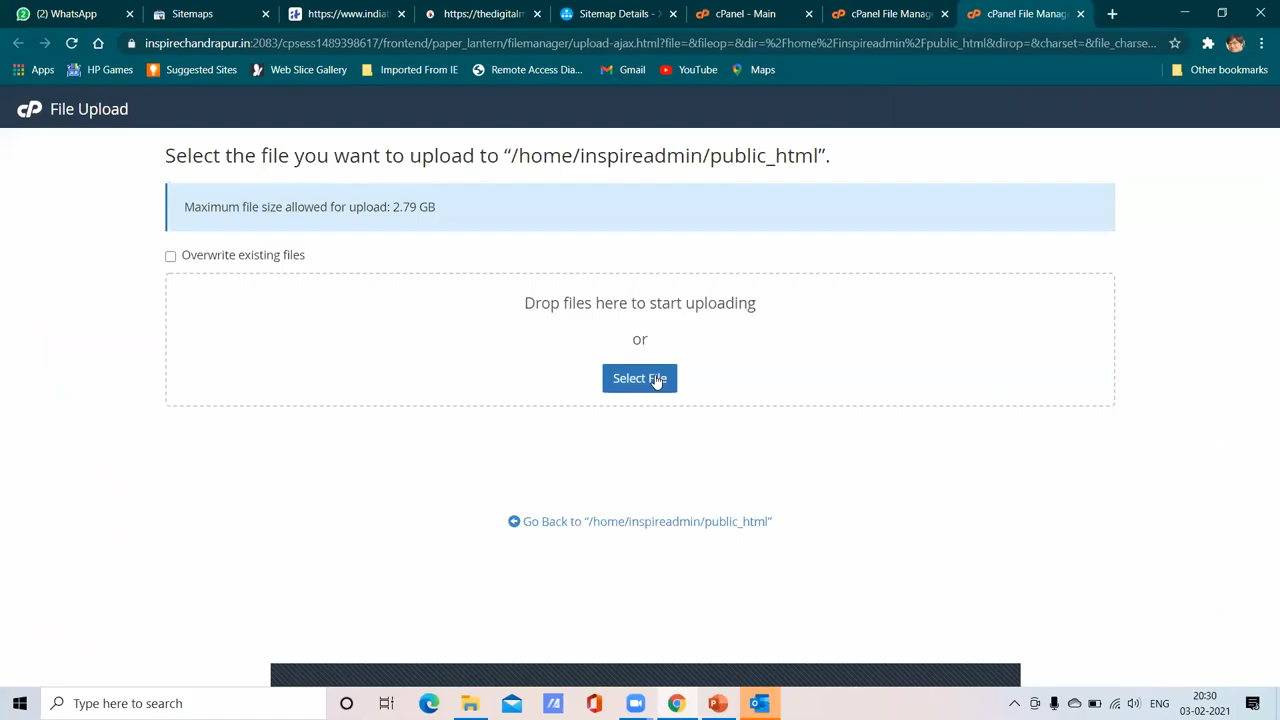 WhatsApp
Sitemaps
https://www.indiat
https://thedigitalm
Sitemap Details - X
cPanel - Main
cPanel File Manag
cPanel File Manag
inspirechandrapur.in:2083/cpsess1489398617/frontend/paper_lantern/filemanager/upload-ajax.html?file=&fileop=&dir=%2Fhome%2Finspireadmin%2Fpublic_html&dirop=&charset=&file_charse...
Apps
HP Games
Suggested Sites
Web Slice Gallery
Imported From IE
Remote Access Dia...
Gmail
YouTube
Maps
Other bookmarks
cP File Upload
Select the file you want to upload to “/home/inspireadmin/public_html”.
Maximum file size allowed for upload: 2.79 GB
Overwrite existing files
Drop files here to start uploading
or
Select File
Go Back to “/home/inspireadmin/public_html”
Type here to search
ENG
20:30
03-02-2021